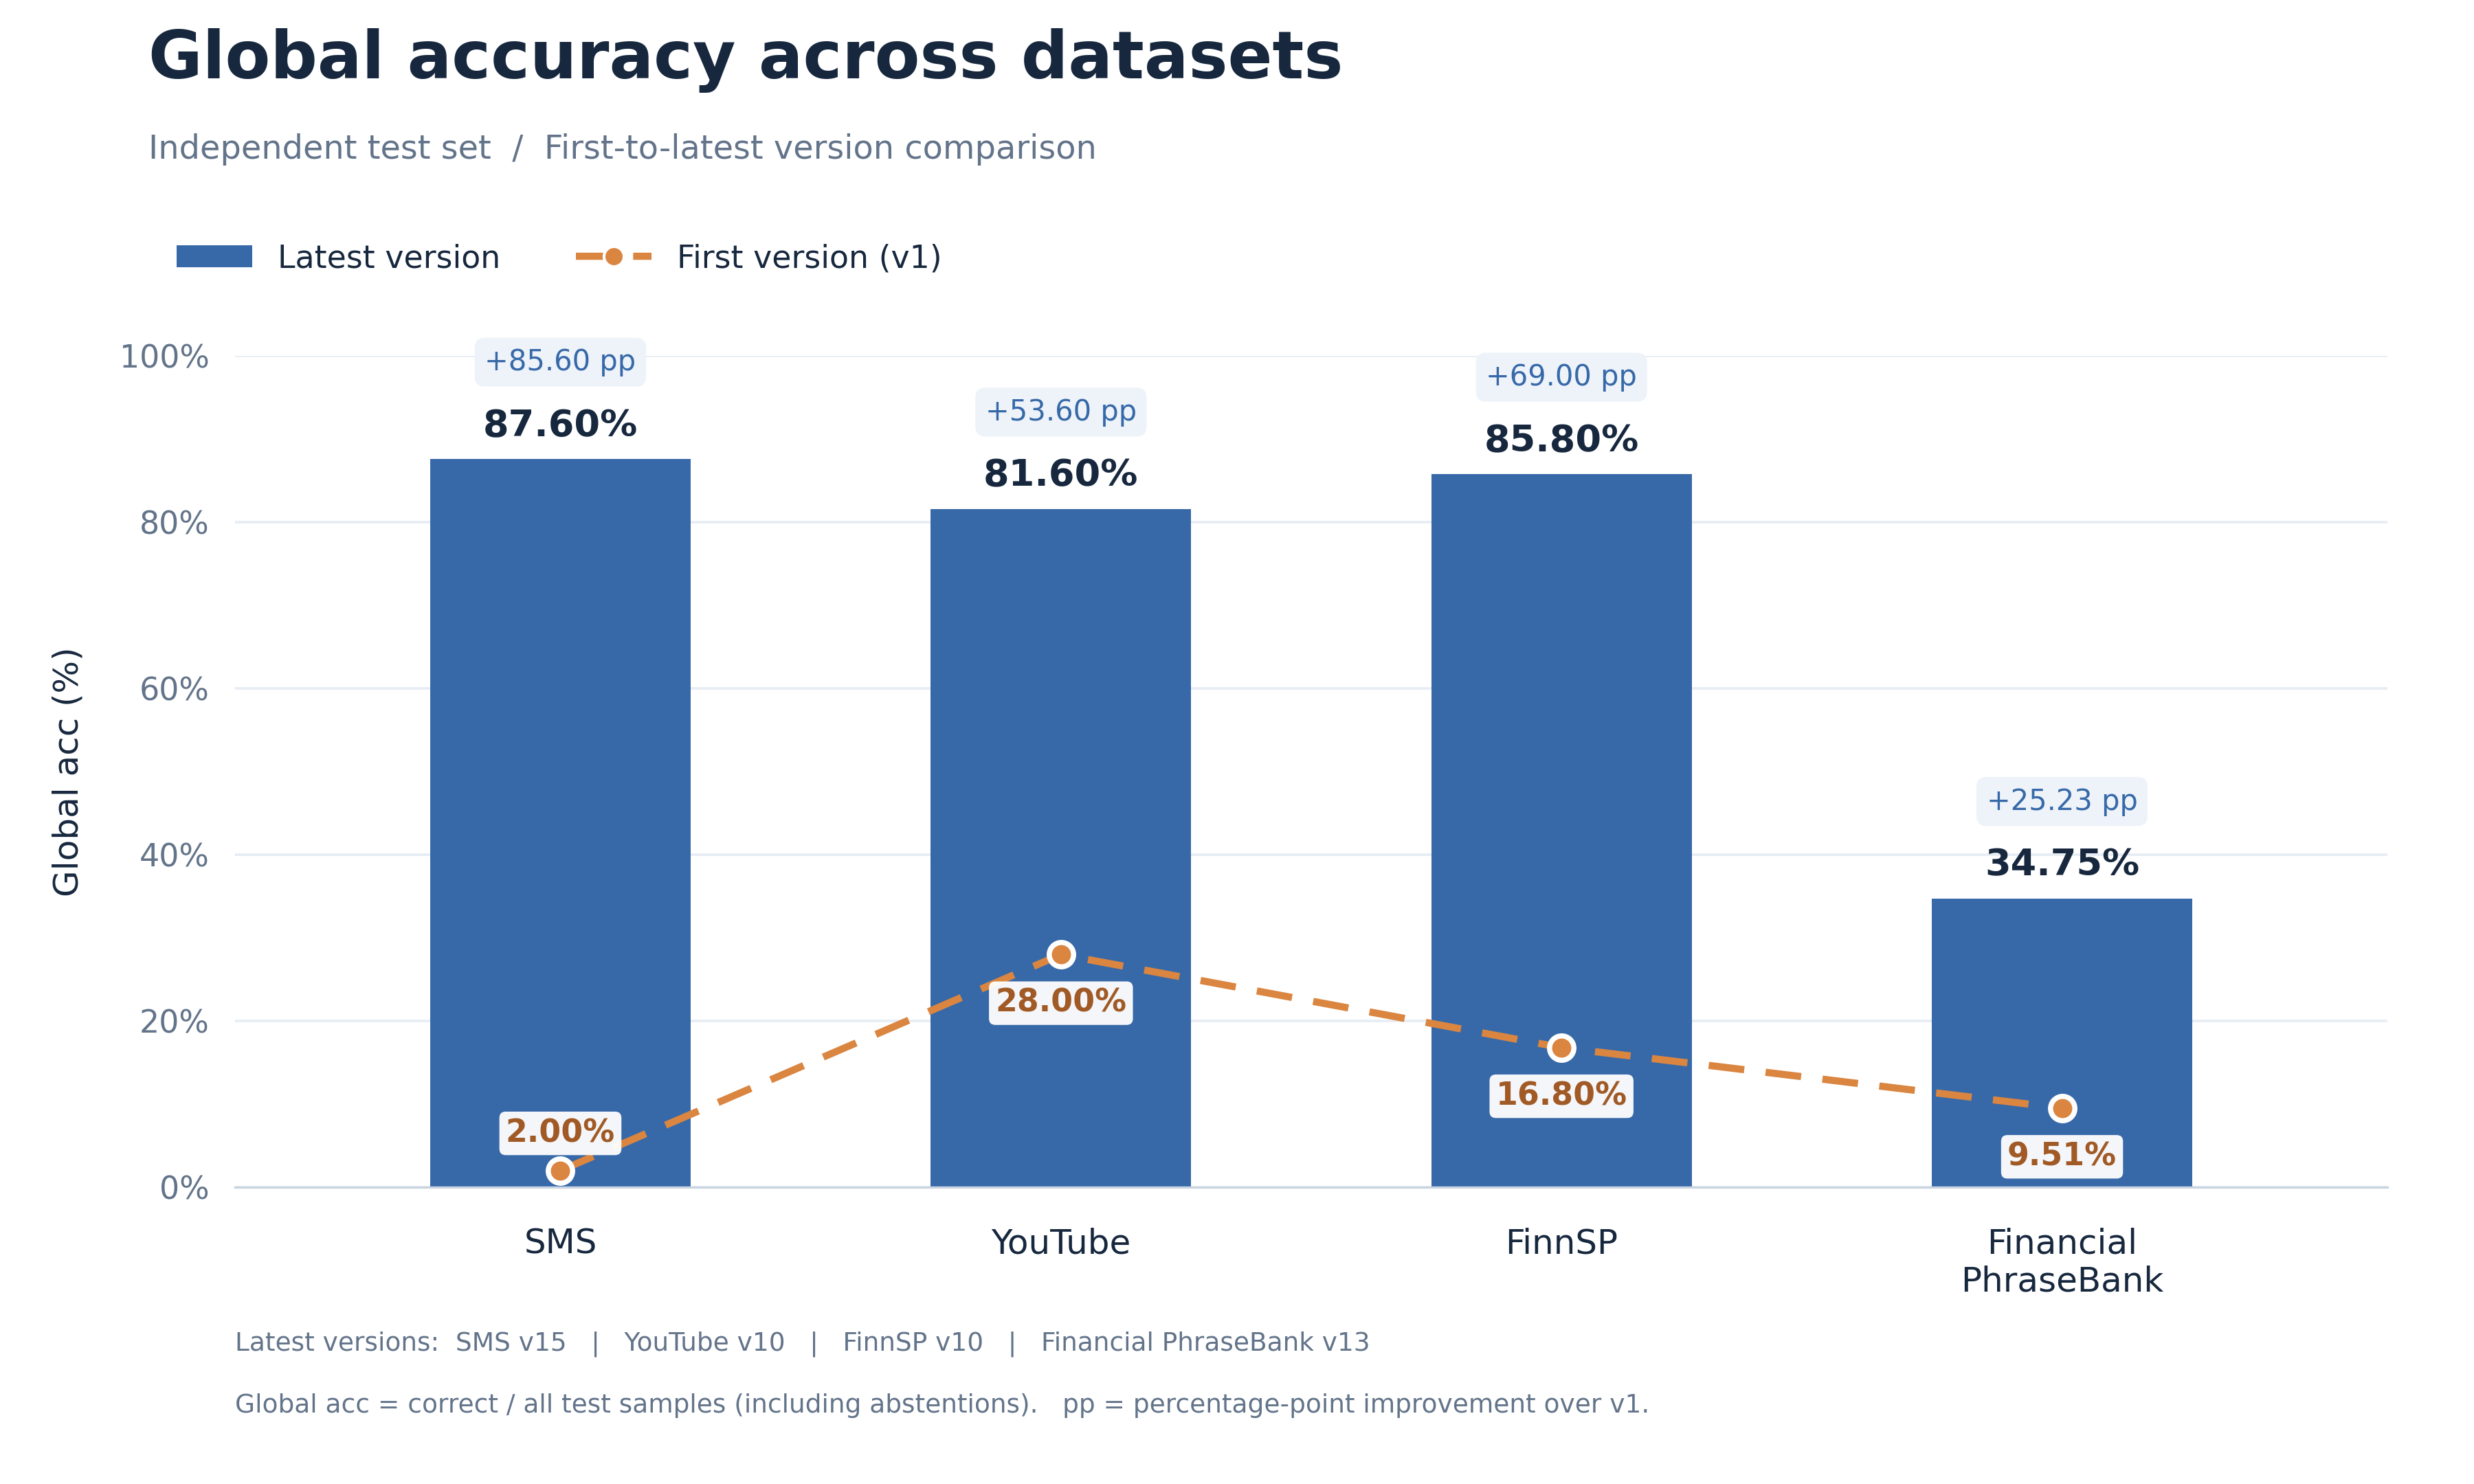 Global accuracy across datasets
Independent test set / First-to-latest version comparison
Latest version
First version (v1)
100%
80%
60%
40%
20%
0%
Global acc (%)
+85.60 pp
87.60%
+53.60 pp
81.60%
+69.00 pp
85.80%
+25.23 pp
34.75%
2.00%
28.00%
16.80%
9.51%
SMS
YouTube
FinnSP
Financial
PhraseBank
Latest versions: SMS v15 | YouTube v10 | FinnSP v10 | Financial PhraseBank v13
Global acc = correct / all test samples (including abstentions). pp = percentage-point improvement over v1.